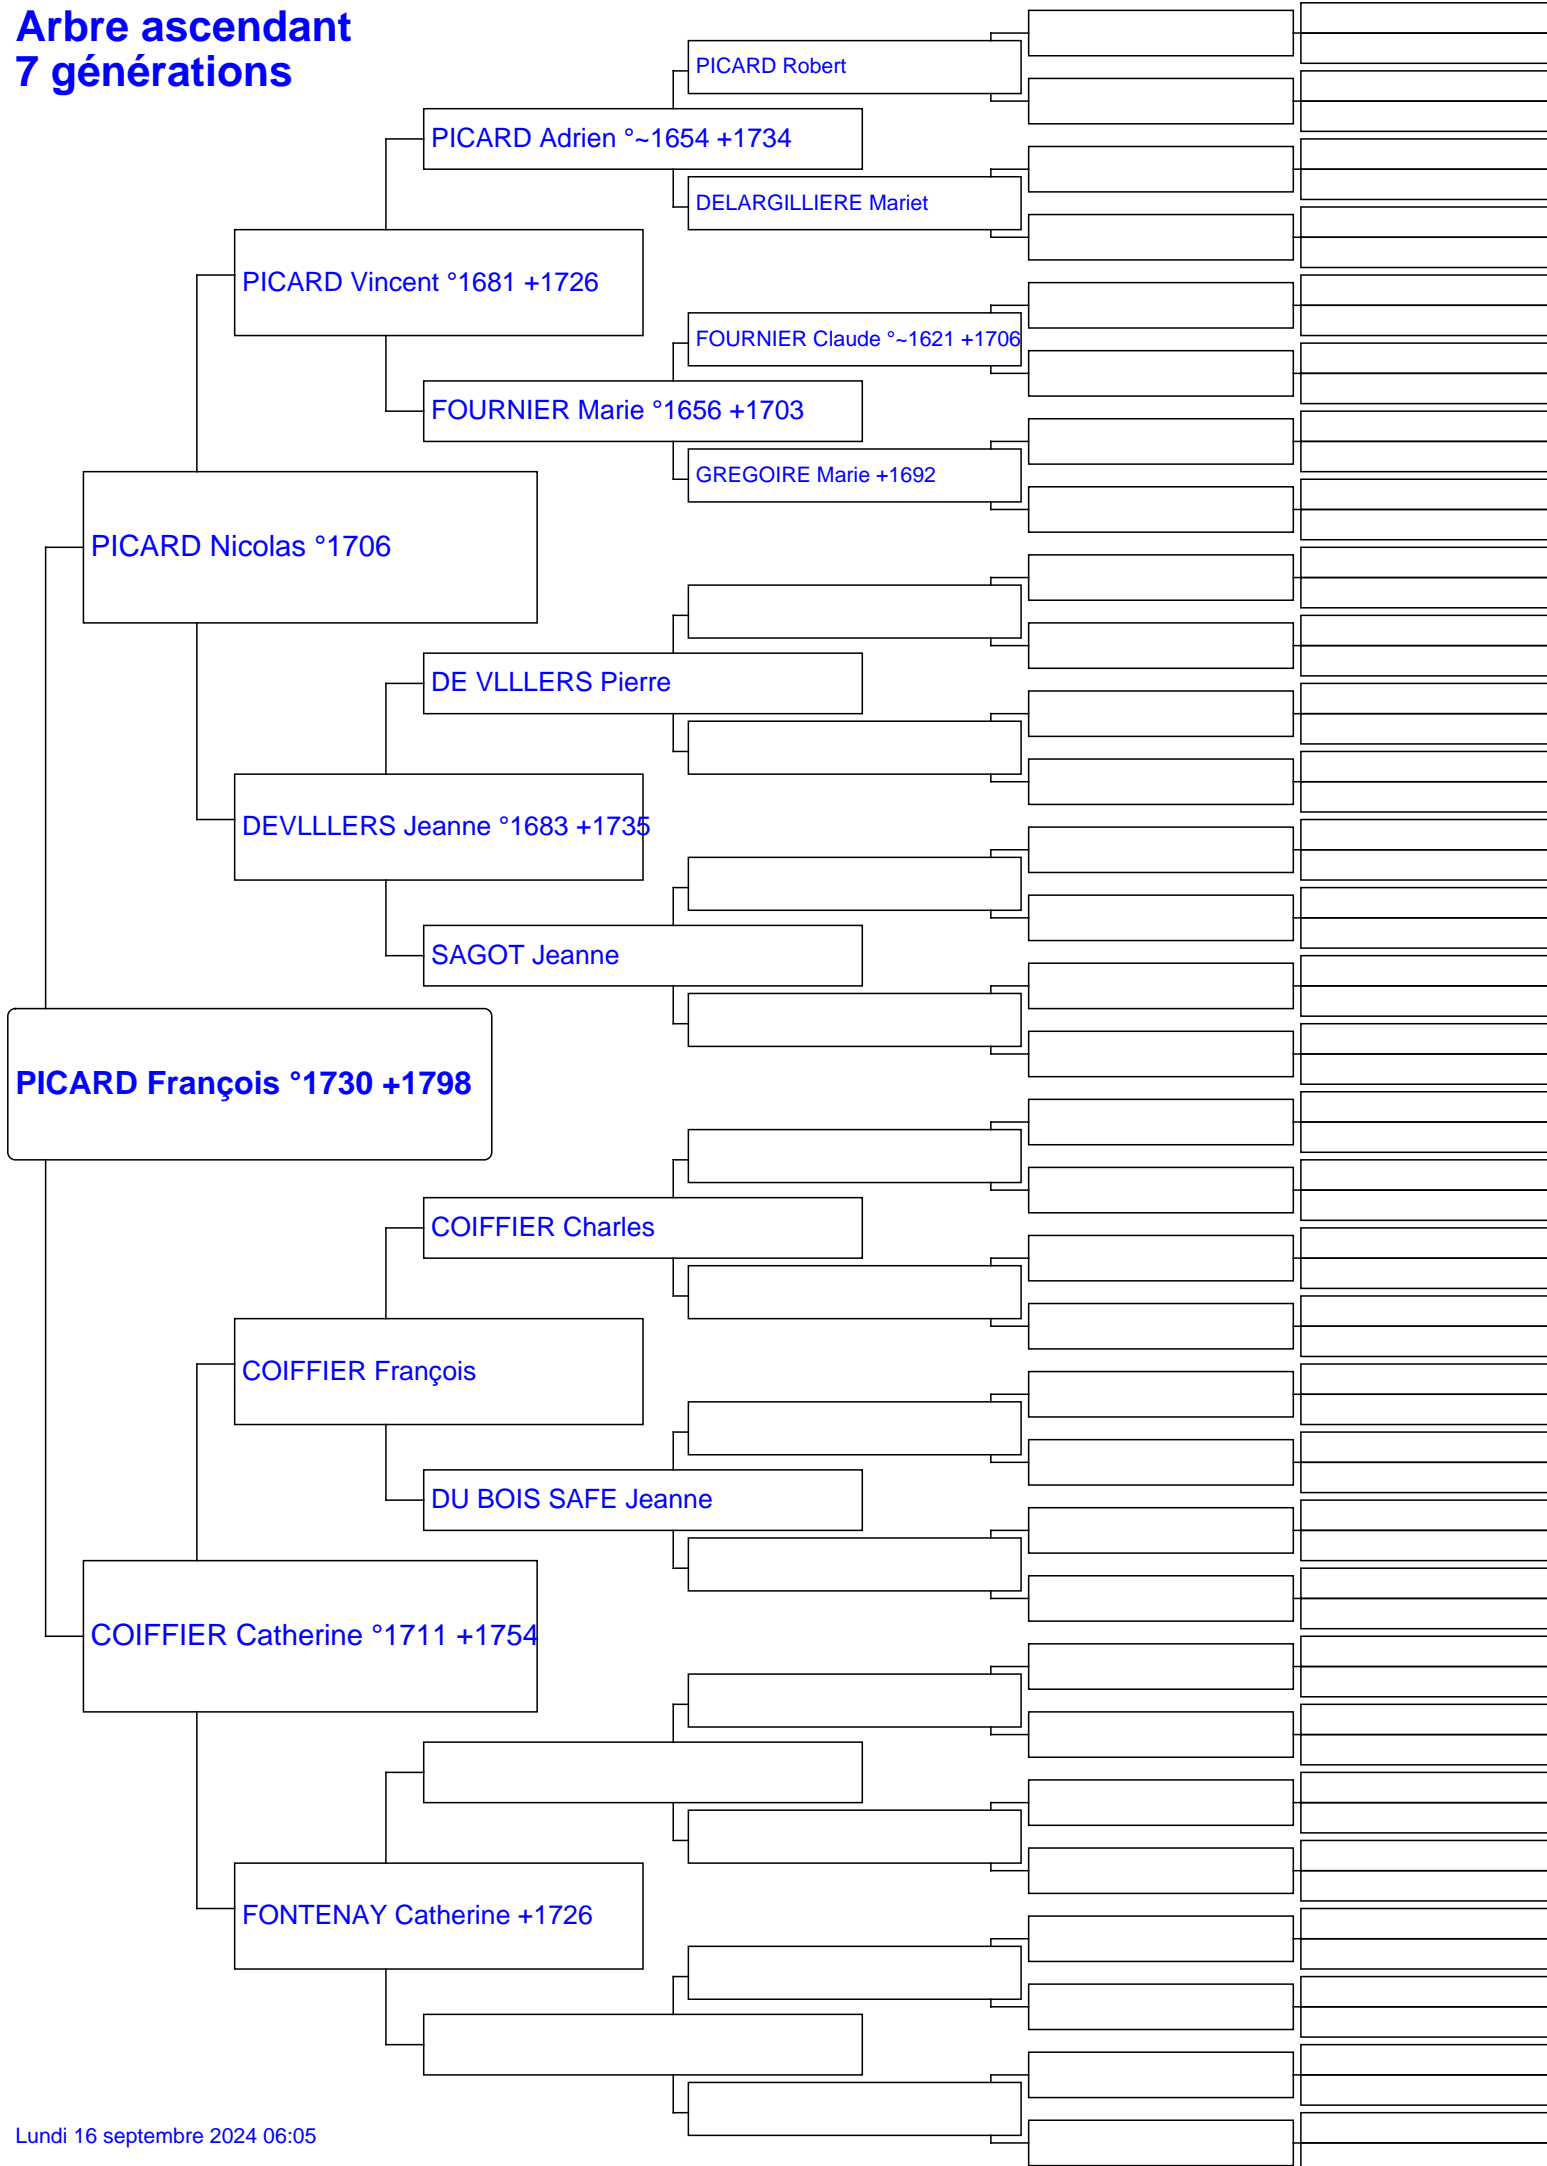 Arbre ascendant
7 générations
PICARD Robert
PICARD Adrien °~1654 +1734
DELARGILLIERE Mariet
PICARD Vincent °1681 +1726
FOURNIER Claude °~1621 +1706
FOURNIER Marie °1656 +1703
GREGOIRE Marie +1692
PICARD Nicolas °1706
DE VLLLERS Pierre
DEVLLLERS Jeanne °1683 +1735
SAGOT Jeanne
PICARD François °1730 +1798
COIFFIER Charles
COIFFIER François
DU BOIS SAFE Jeanne
COIFFIER Catherine °1711 +1754
FONTENAY Catherine +1726
Lundi 16 septembre 2024 06:05